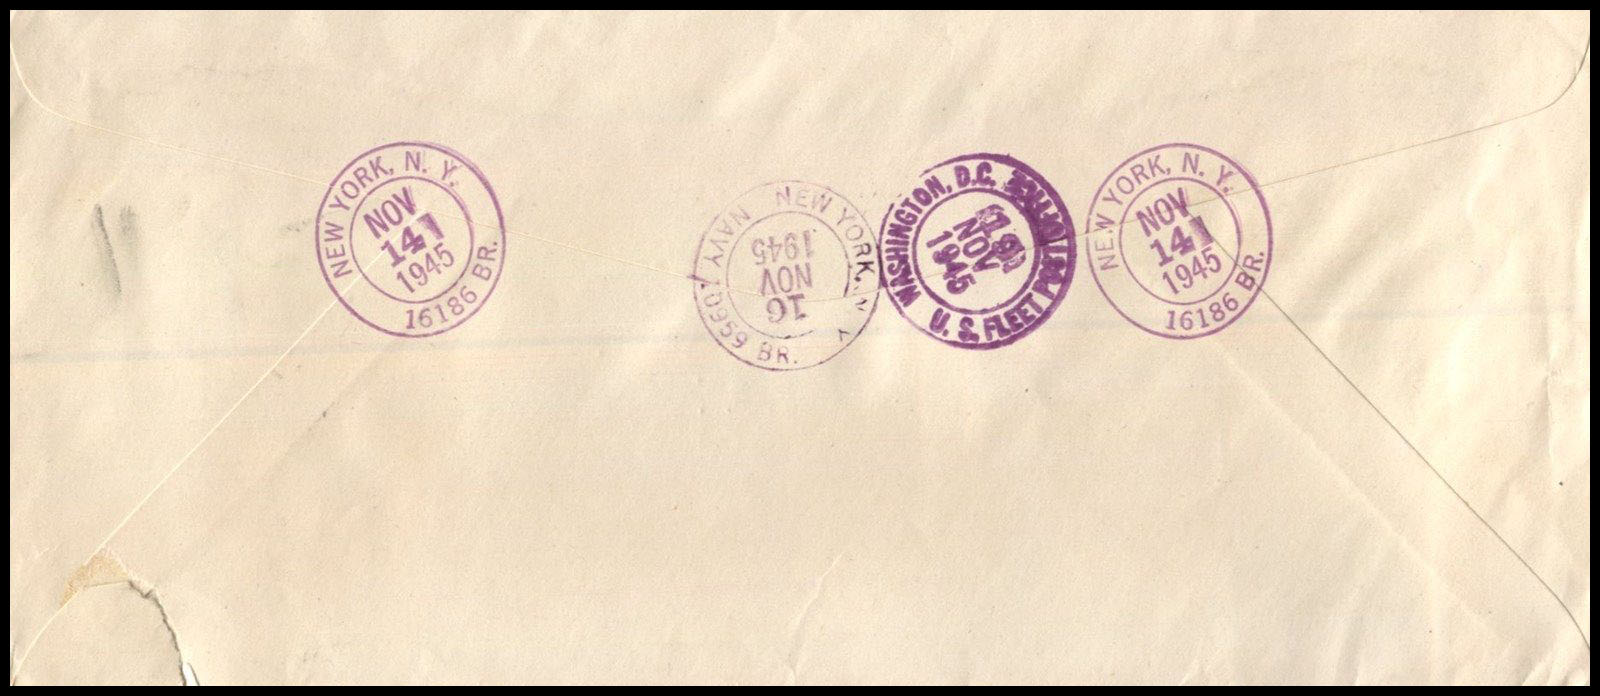 NEW YORK, N. Y.
NOV
14
1945
16186 BR.
NEW YORK, N. Y.
16
NOV
1945
NAVY 10959 BR.
WASHINGTON, D.C.
NOV
1945
U. S. FLEET POST OFFICE
NEW YORK, N. Y.
NOV
14
1945
16186 BR.